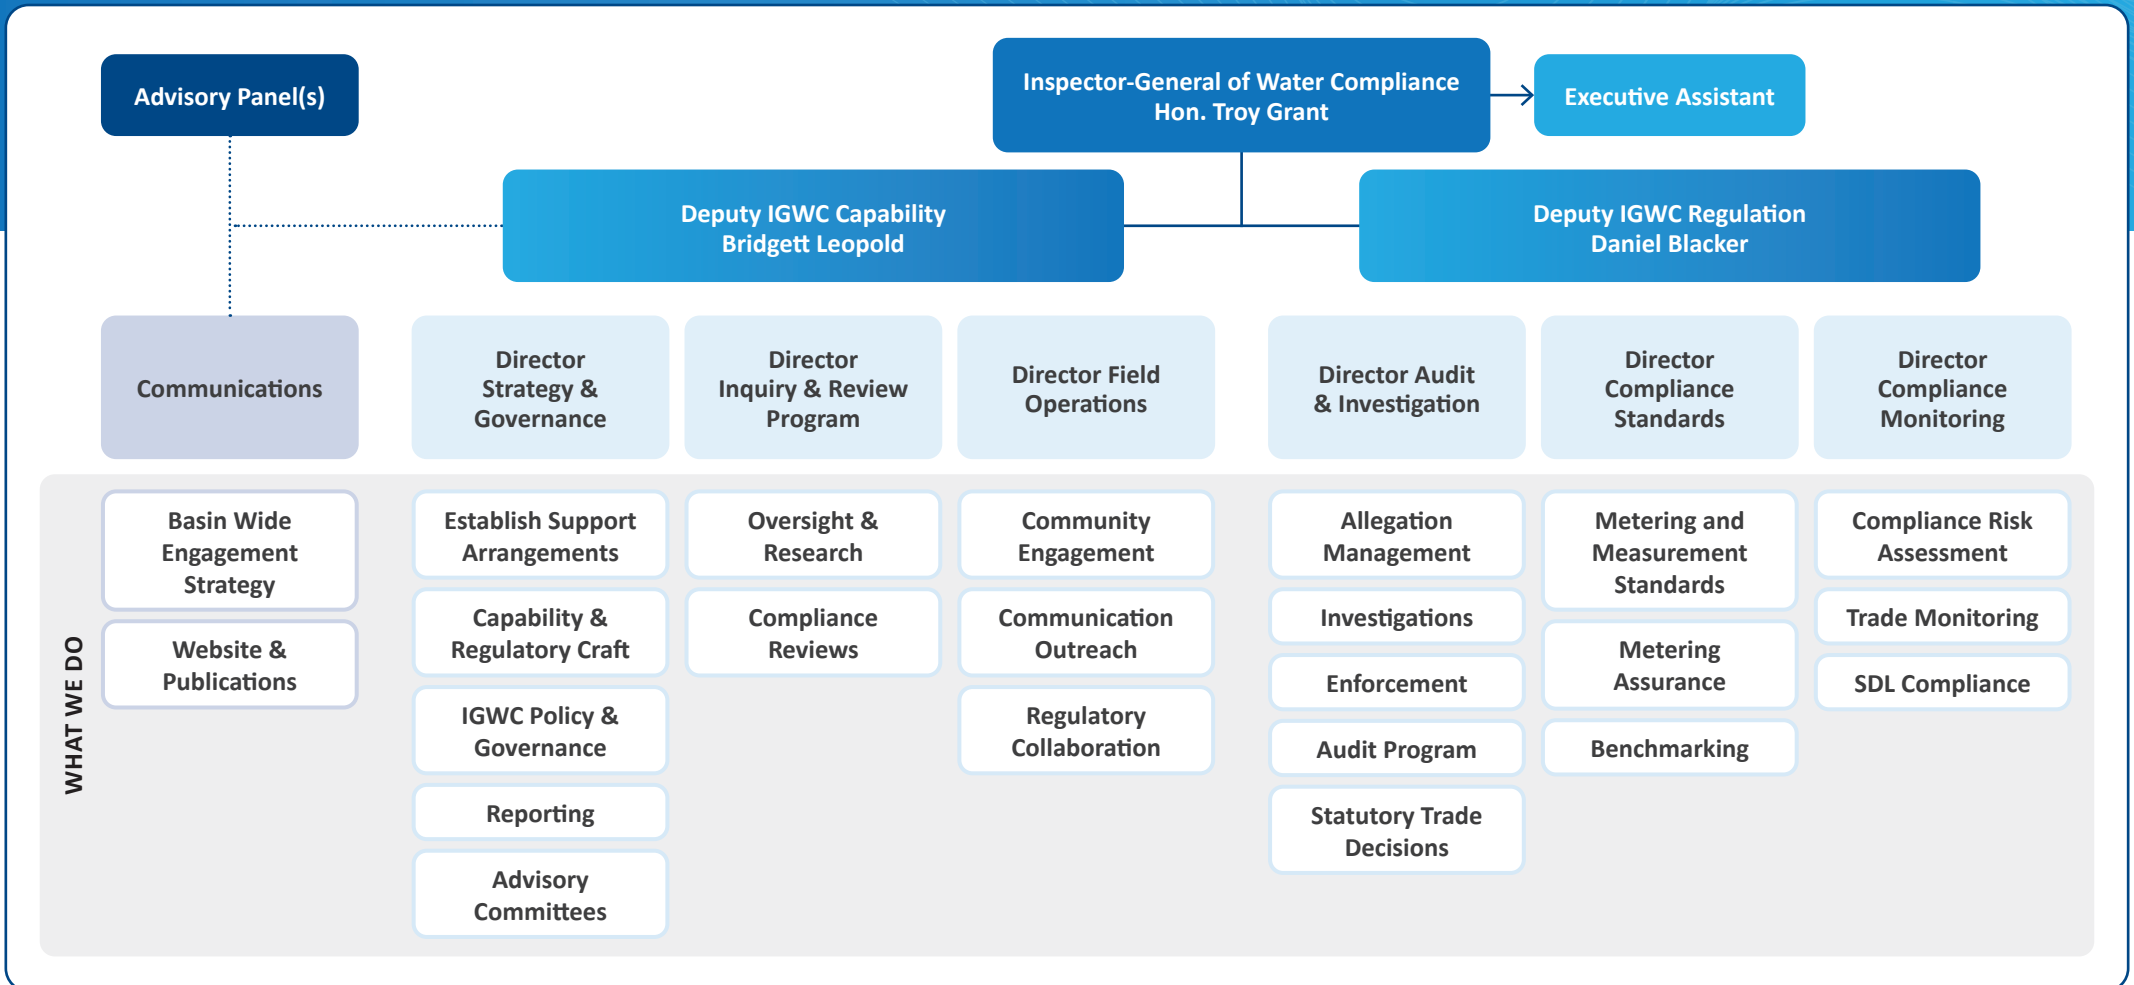 Advisory Panel(s)
Inspector-General of Water Compliance
Hon. Troy Grant
Executive Assistant
Deputy IGWC Capability
Bridgett Leopold
Deputy IGWC Regulation
Daniel Blacker
Communications
Director
Strategy &
Governance
Director
Inquiry & Review
Program
Director Field
Operations
Director Audit
& Investigation
Director
Compliance
Standards
Director
Compliance
Monitoring
WHAT WE DO
Basin Wide
Engagement
Strategy
Website &
Publications
Establish Support
Arrangements
Capability &
Regulatory Craft
IGWC Policy &
Governance
Reporting
Advisory
Committees
Oversight &
Research
Compliance
Reviews
Community
Engagement
Communication
Outreach
Regulatory
Collaboration
Allegation
Management
Investigations
Enforcement
Audit Program
Statutory Trade
Decisions
Metering and
Measurement
Standards
Metering
Assurance
Benchmarking
Compliance Risk
Assessment
Trade Monitoring
SDL Compliance